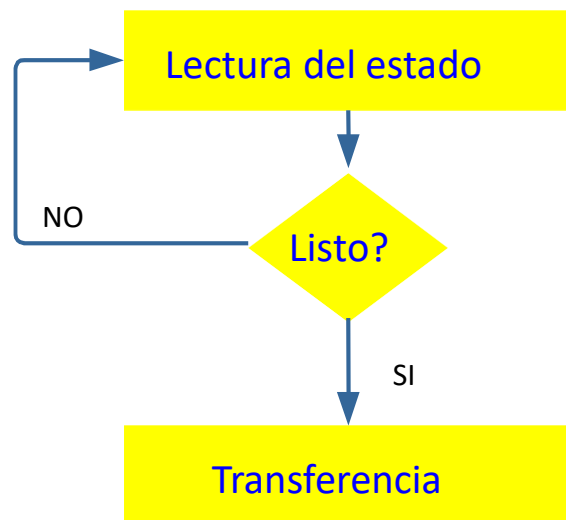 Lectura del estado
NO
Listo?
SI
Transferencia